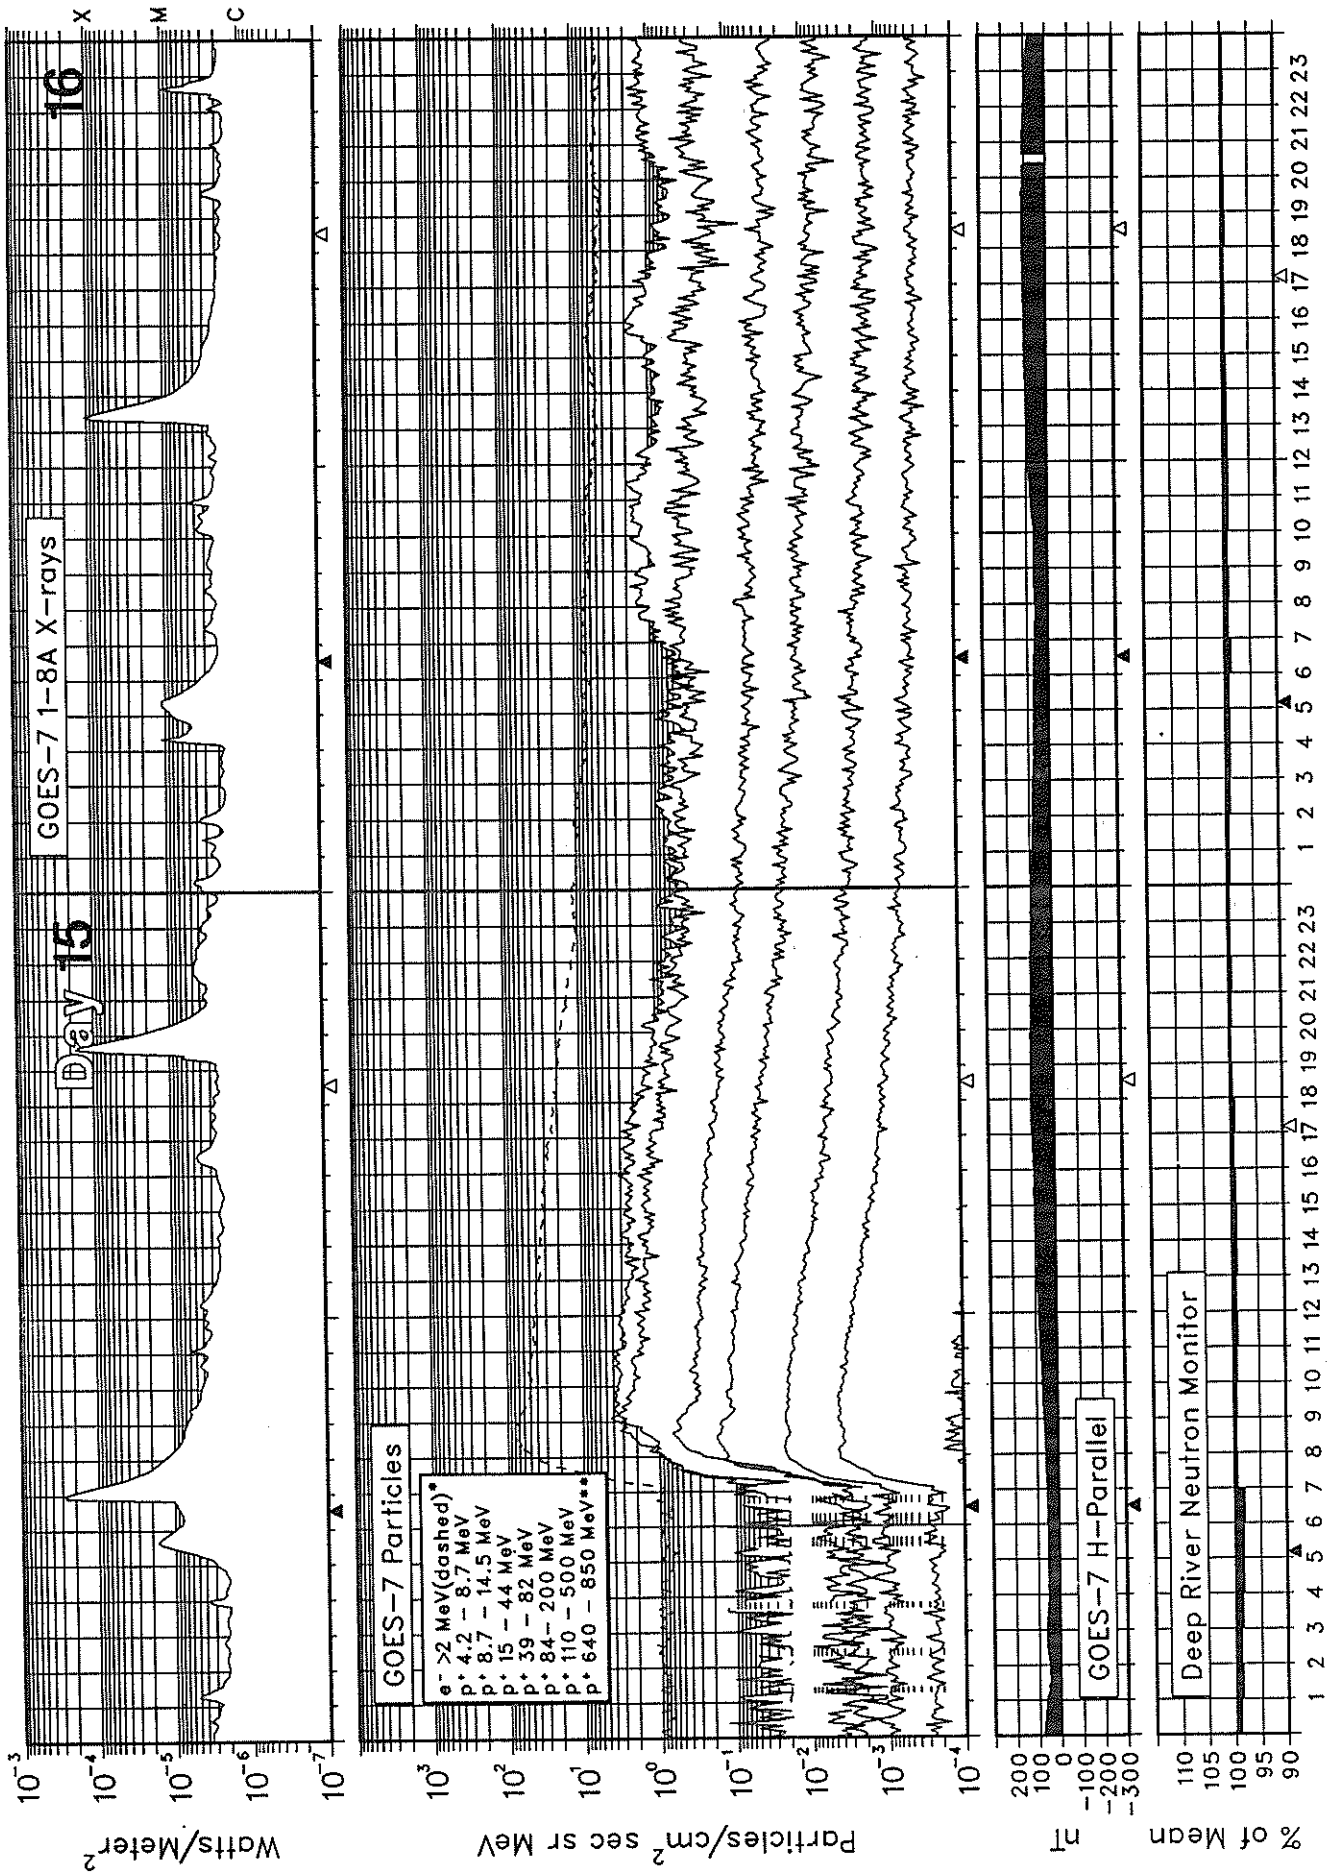 X
M
C
10⁻³
10⁻⁴
10⁻⁵
10⁻⁶
10⁻⁷
Watts/Meter²
GOES-7 1-8A X-rays
Day 15
16
10³
10²
10¹
10⁰
10⁻¹
10⁻²
10⁻³
10⁻⁴
Particles/cm² sec sr MeV
GOES-7 Particles
e⁻ >2 MeV(dashed)*
p⁺ 4.2 – 8.7 MeV
p⁺ 8.7 – 14.5 MeV
p⁺ 15 – 44 MeV
p⁺ 39 – 82 MeV
p⁺ 84 – 200 MeV
p⁺ 110 – 500 MeV
p⁺ 640 – 850 MeV**
200
100
0
-100
-200
-300
nT
GOES-7 H-Parallel
110
105
100
95
90
% of Mean
Deep River Neutron Monitor
1 2 3 4 5 6 7 8 9 10 11 12 13 14 15 16 17 18 19 20 21 22 23 1 2 3 4 5 6 7 8 9 10 11 12 13 14 15 16 17 18 19 20 21 22 23